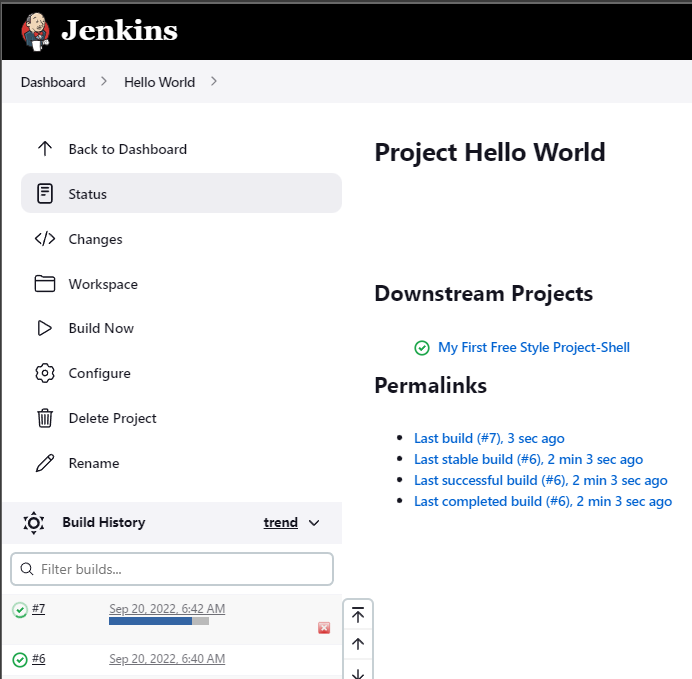 Jenkins
Dashboard
Hello World
Back to Dashboard
Status
Changes
Workspace
Build Now
Configure
Delete Project
Rename
Build History
trend
Filter builds...
#7
Sep 20, 2022, 6:42 AM
#6
Sep 20, 2022, 6:40 AM
Project Hello World
Downstream Projects
My First Free Style Project-Shell
Permalinks
Last build (#7), 3 sec ago
Last stable build (#6), 2 min 3 sec ago
Last successful build (#6), 2 min 3 sec ago
Last completed build (#6), 2 min 3 sec ago